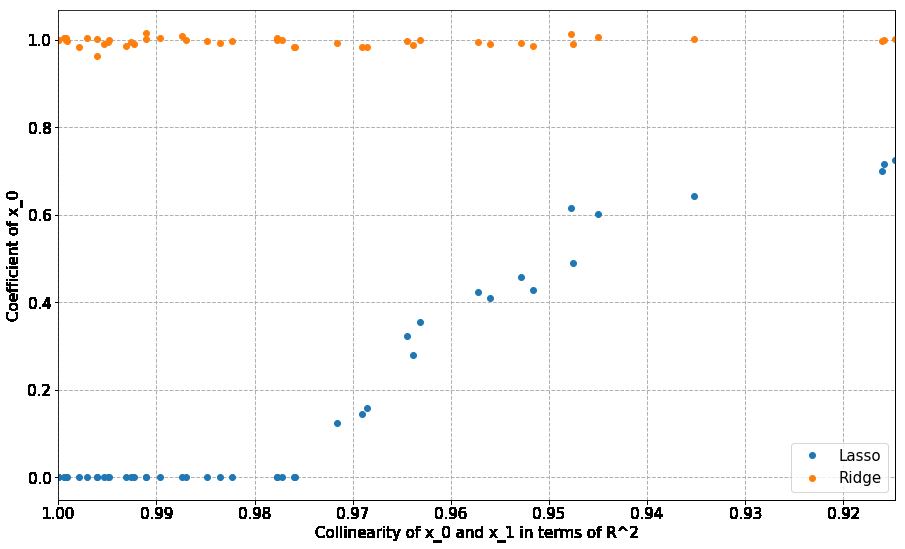 1.0
0.8
0.6
0.4
0.2
0.0
Coefficient of x_0
1.00 0.99 0.98 0.97 0.96 0.95 0.94 0.93 0.92
Collinearity of x_0 and x_1 in terms of R^2
Lasso
Ridge